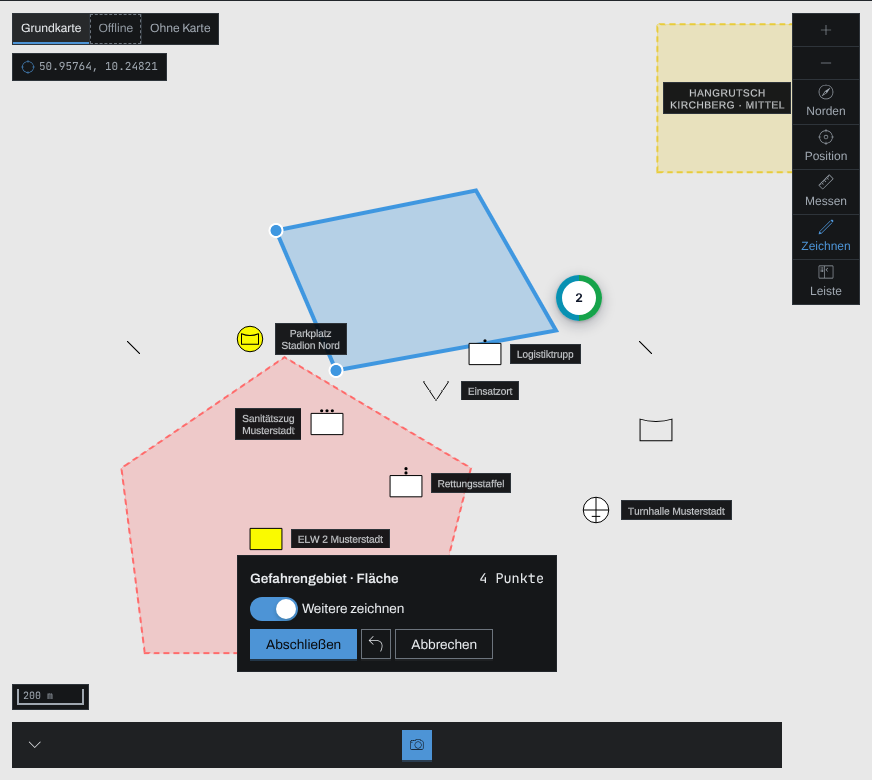 Grundkarte Offline Ohne Karte
50.95764, 10.24821
HANGRUTSCH
KIRCHBERG · MITTEL
Norden
Position
Messen
Zeichnen
Leiste
2
Parkplatz
Stadion Nord
Logistiktrupp
Einsatzort
Sanitätszug
Musterstadt
Rettungsstaffel
Turnhalle Musterstadt
ELW 2 Musterstadt
Gefahrengebiet · Fläche 4 Punkte
Weitere zeichnen
Abschließen Abbrechen
200 m